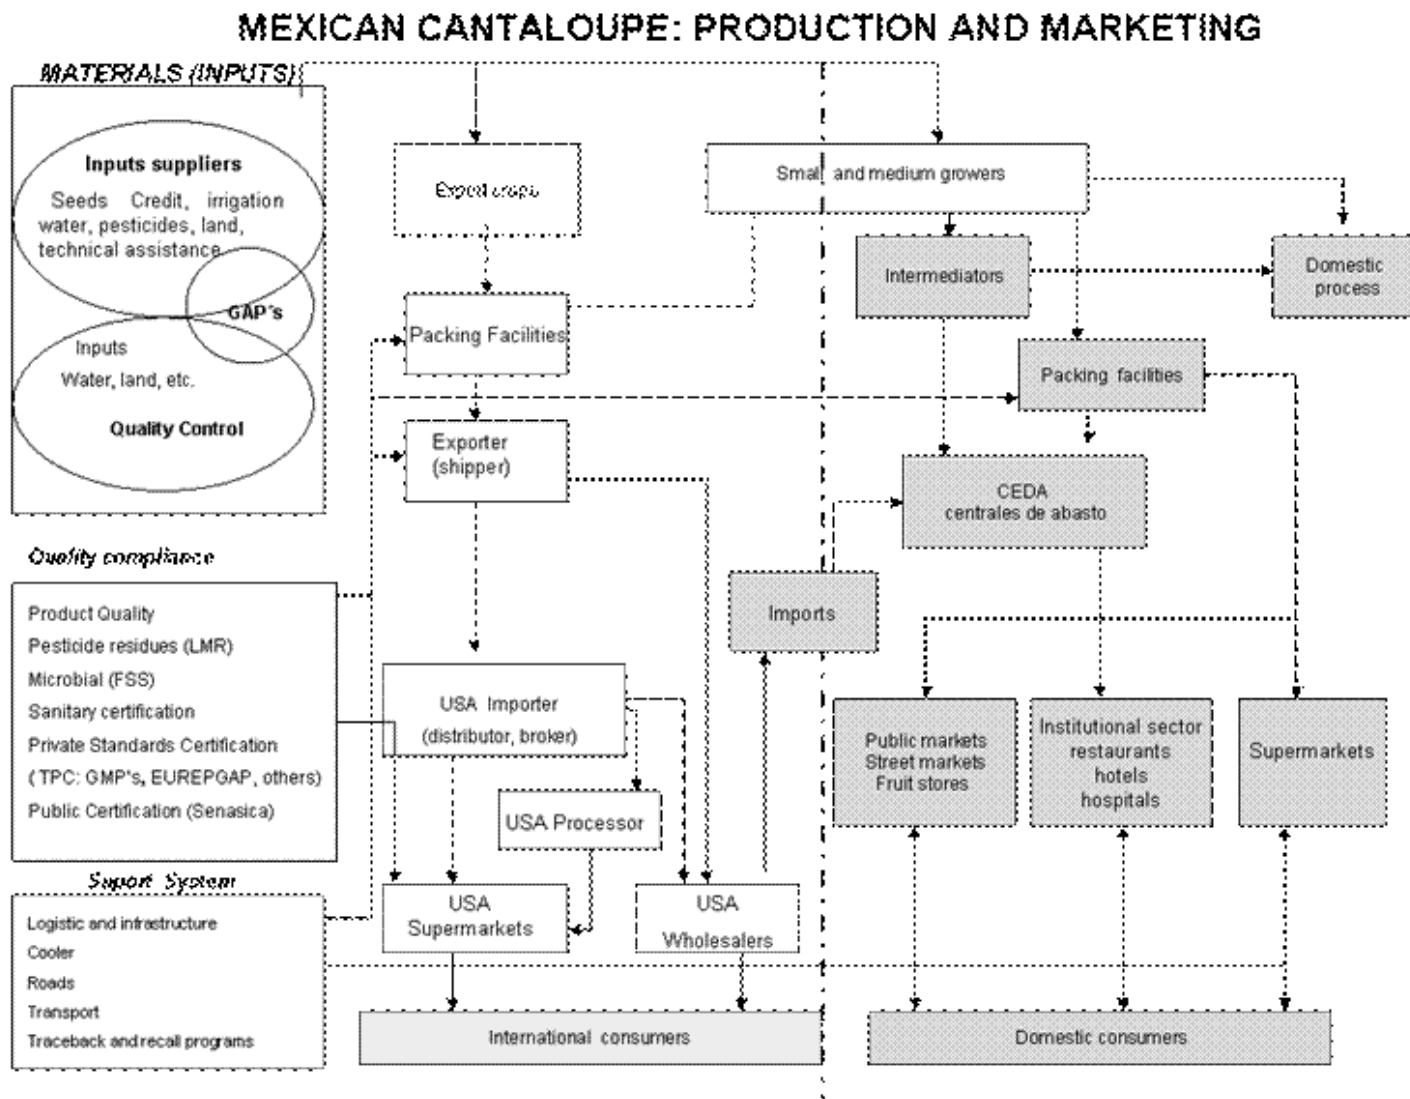 MEXICAN CANTALOUPE: PRODUCTION AND MARKETING
MATERIALS (INPUTS)
Inputs suppliers
Seeds Credit, irrigation
water, pesticides, land,
technical assistance
GAP's
Inputs
Water, land, etc.
Quality Control
Quality compliance
Product Quality
Pesticide residues (LMR)
Microbial (FSS)
Sanitary certification
Private Standards Certification
( TPC: GMP's, EUREPGAP, others)
Public Certification (Senasica)
Suport System
Logistic and infrastructure
Cooler
Roads
Transport
Traceback and recall programs
Export crops
Packing Facilities
Exporter
(shipper)
USA Importer
(distributor, broker)
USA Processor
USA
Supermarkets
USA
Wholesalers
International consumers
Small and medium growers
Intermediators
Domestic
process
Packing facilities
CEDA
centrales de abasto
Imports
Public markets
Street markets
Fruit stores
Institutional sector
restaurants
hotels
hospitals
Supermarkets
Domestic consumers